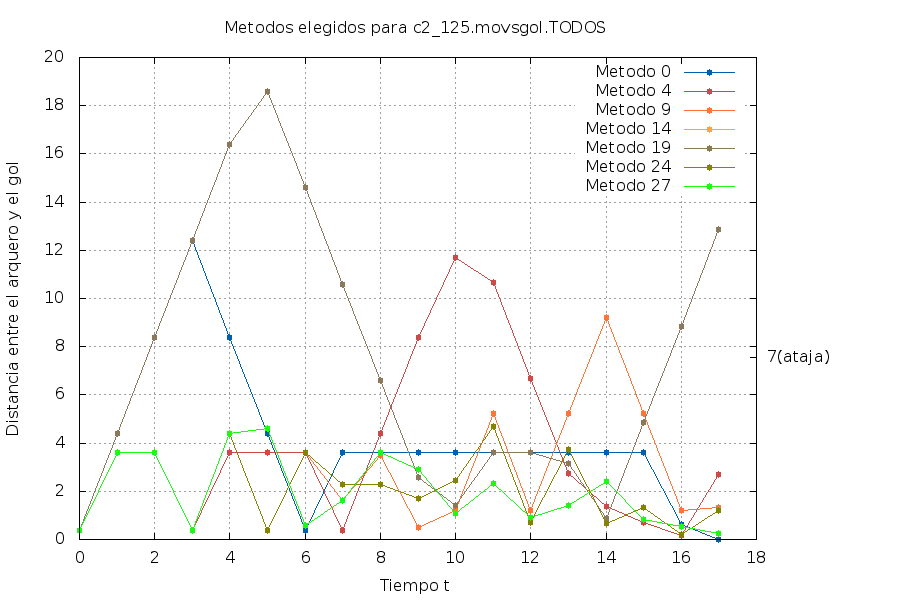 Metodos elegidos para c2_125.movsgol.TODOS
Distancia entre el arquero y el gol
20
18
16
14
12
10
8
6
4
2
0
Metodo 0
Metodo 4
Metodo 9
Metodo 14
Metodo 19
Metodo 24
Metodo 27
7(ataja)
0 2 4 6 8 10 12 14 16 18
Tiempo t